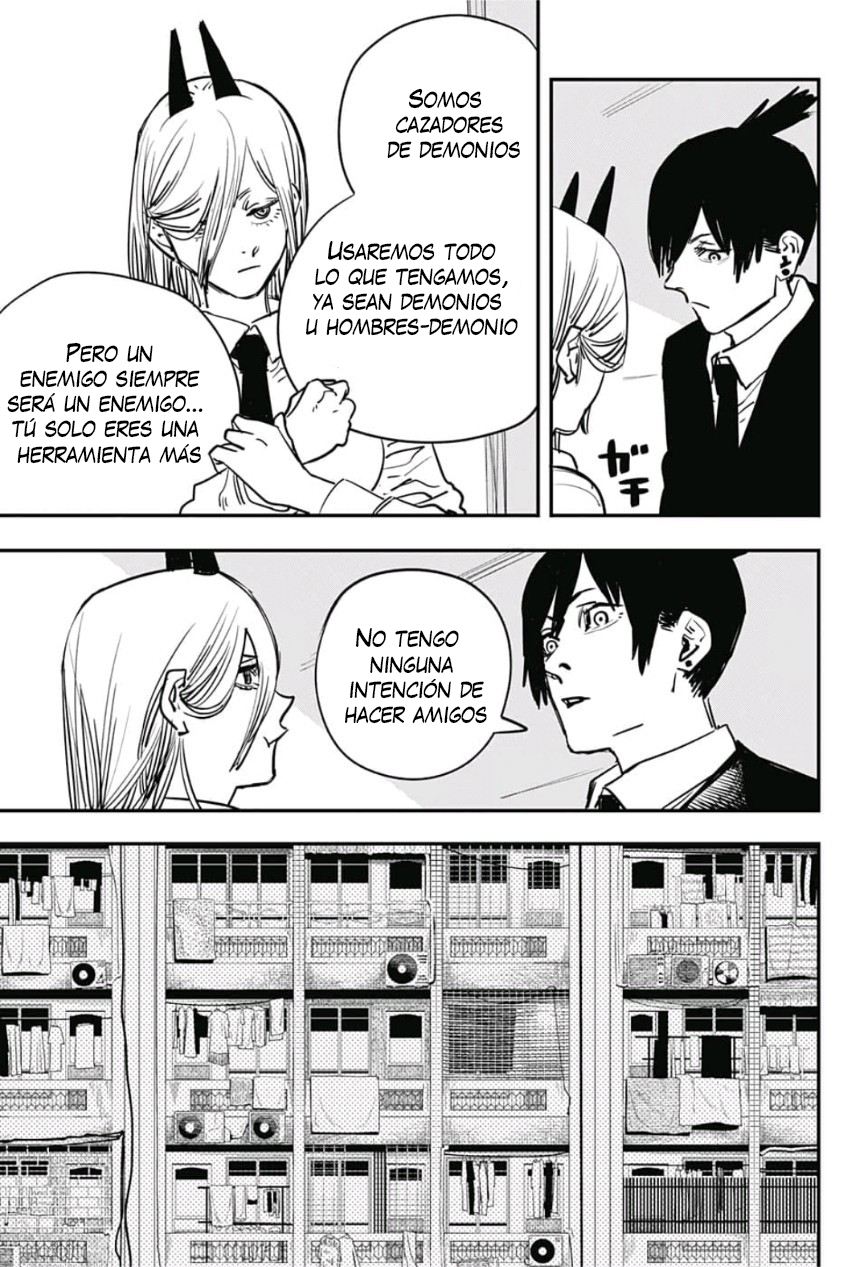 ガチ
SOMOS
CAZADORES
DE DEMONIOS
USAREMOS TODO
LO QUE TENGAMOS,
YA SEAN DEMONIOS
U HOMBRES-DEMONIO
PERO UN
ENEMIGO SIEMPRE
SERÁ UN ENEMIGO...
TÚ SOLO ERES UNA
HERRAMIENTA MÁS
NO TENGO
NINGUNA
INTENCIÓN DE
HACER AMIGOS